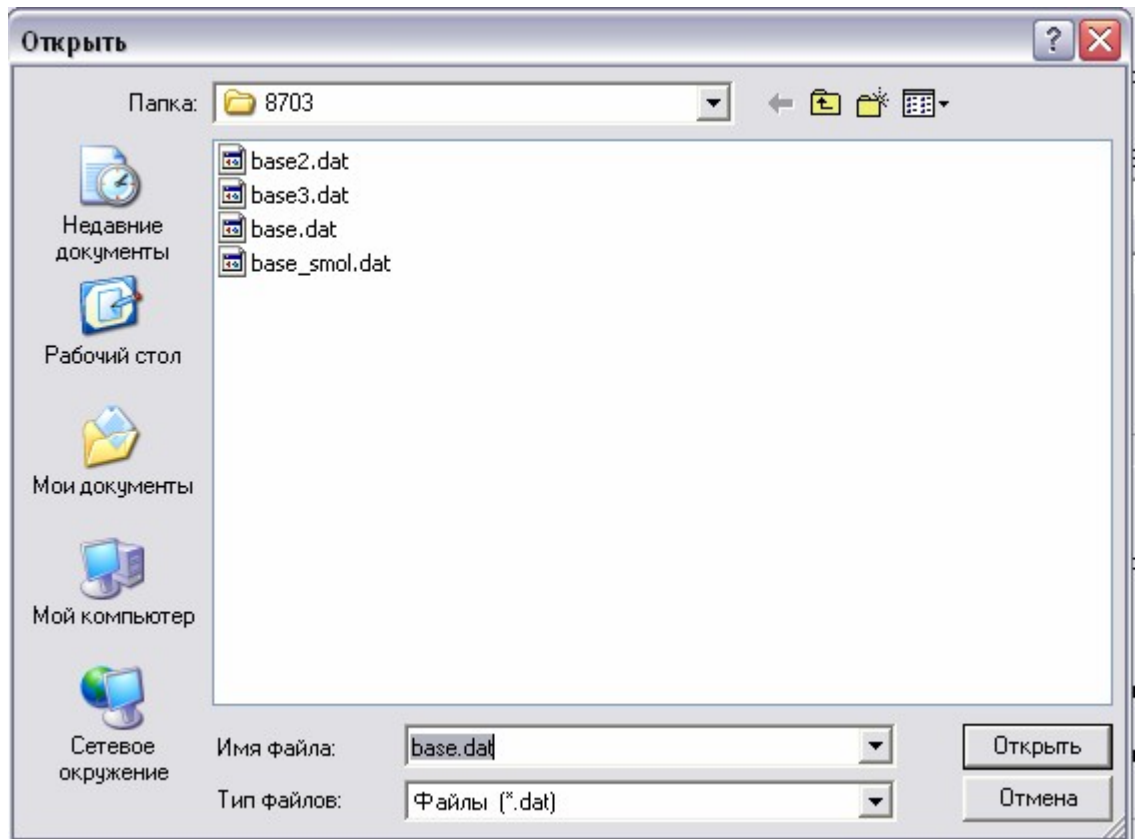 Открыть
Папка: 8703
base2.dat
base3.dat
base.dat
base_smol.dat
Недавние
документы
Рабочий стол
Мои документы
Мой компьютер
Сетевое
окружение
Имя файла: base.dat Открыть
Тип файлов: Файлы (*.dat) Отмена